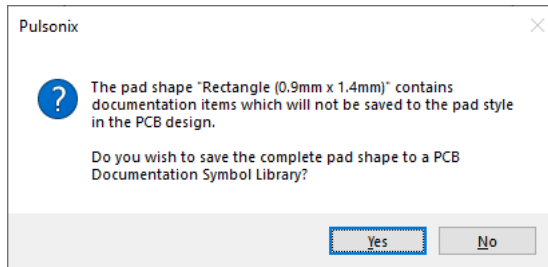 Pulsonix
The pad shape "Rectangle (0.9mm x 1.4mm)" contains
documentation items which will not be saved to the pad style
in the PCB design.
Do you wish to save the complete pad shape to a PCB
Documentation Symbol Library?
Yes
No